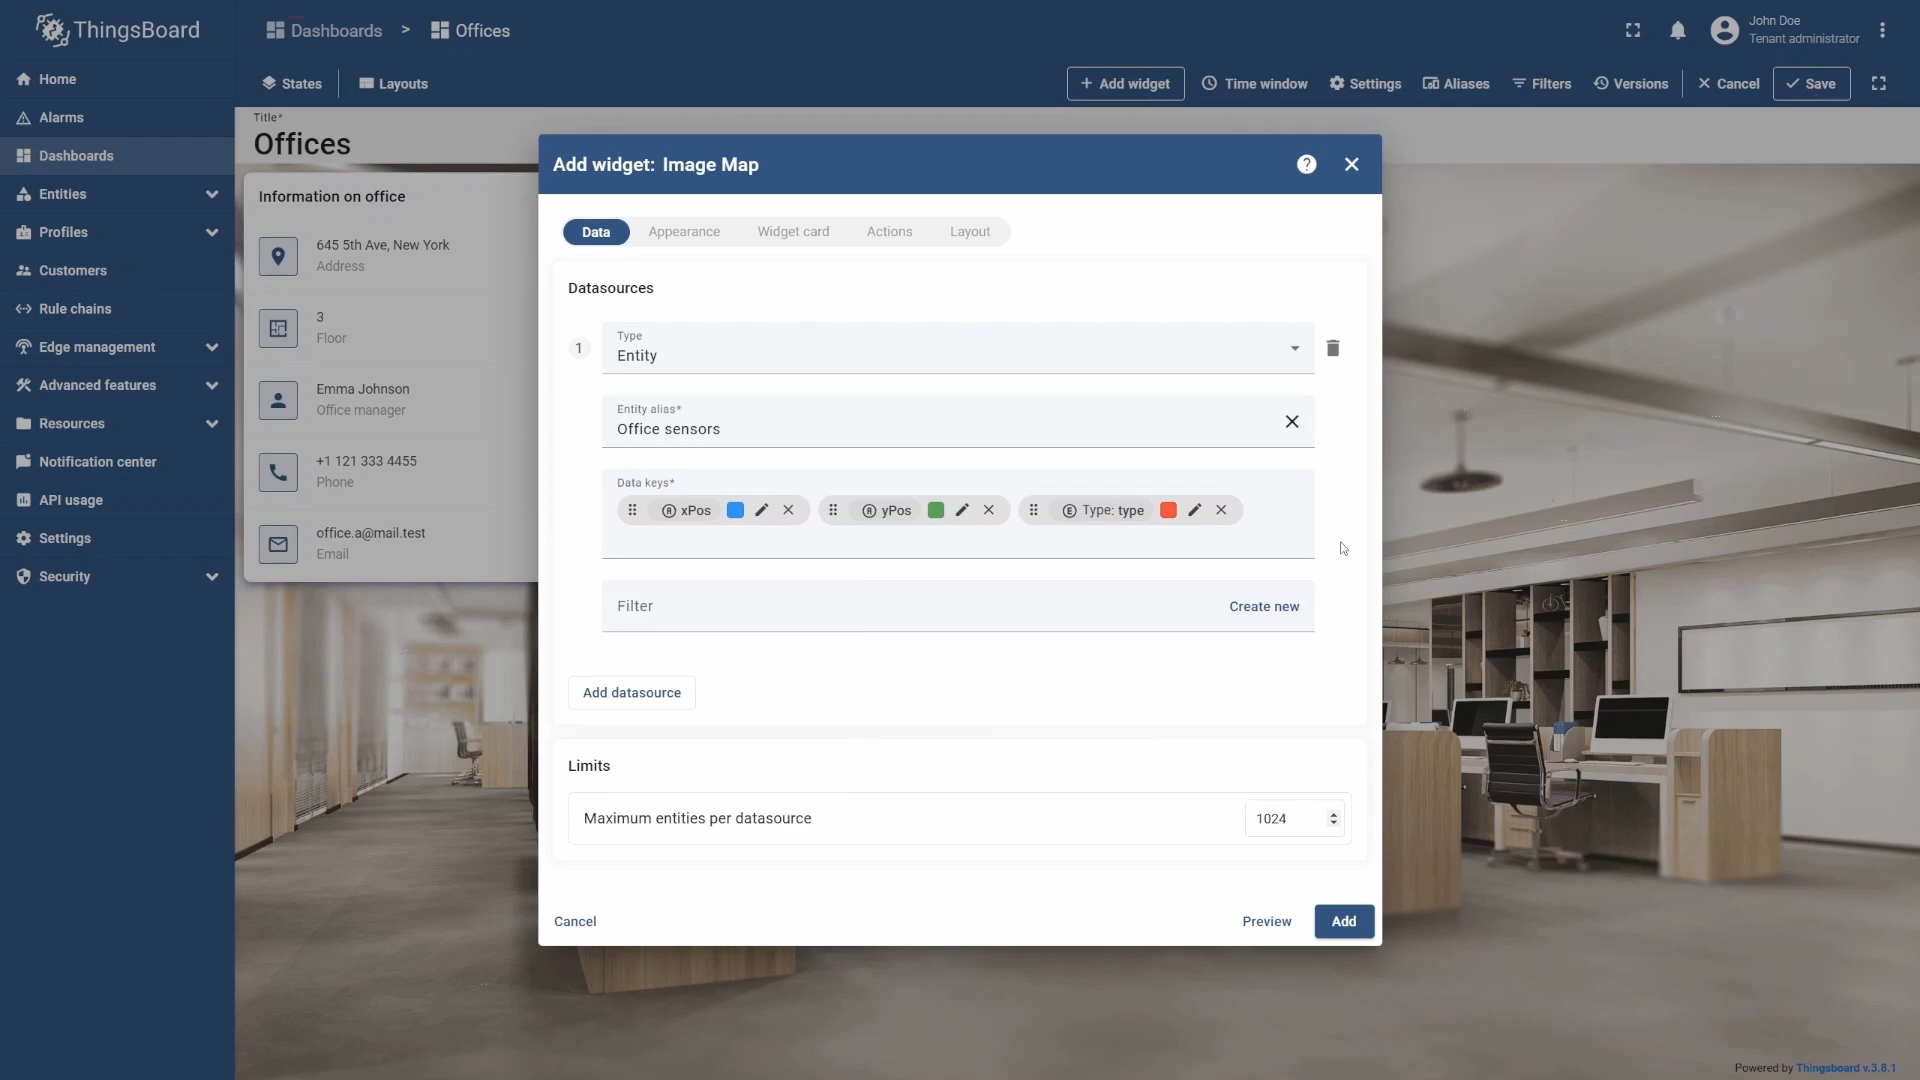 ThingsBoard
Dashboards > Offices
John Doe
Tenant administrator
Home
Alarms
Dashboards
Entities
Profiles
Customers
Rule chains
Edge management
Advanced features
Resources
Notification center
API usage
Settings
Security
States
Layouts
+ Add widget
Time window
Settings
Aliases
Filters
Versions
Cancel
Save
Title*
Offices
Information on office
645 5th Ave, New York
Address
3
Floor
Emma Johnson
Office manager
+1 121 333 4455
Phone
office.a@mail.test
Email
Add widget: Image Map
?
Data
Appearance
Widget card
Actions
Layout
Datasources
1
Type
Entity
Entity alias*
Office sensors
Data keys*
xPos
yPos
E Type: type
Filter
Create new
Add datasource
Limits
Maximum entities per datasource
1024
Cancel
Preview
Add
Powered by Thingsboard v.3.8.1